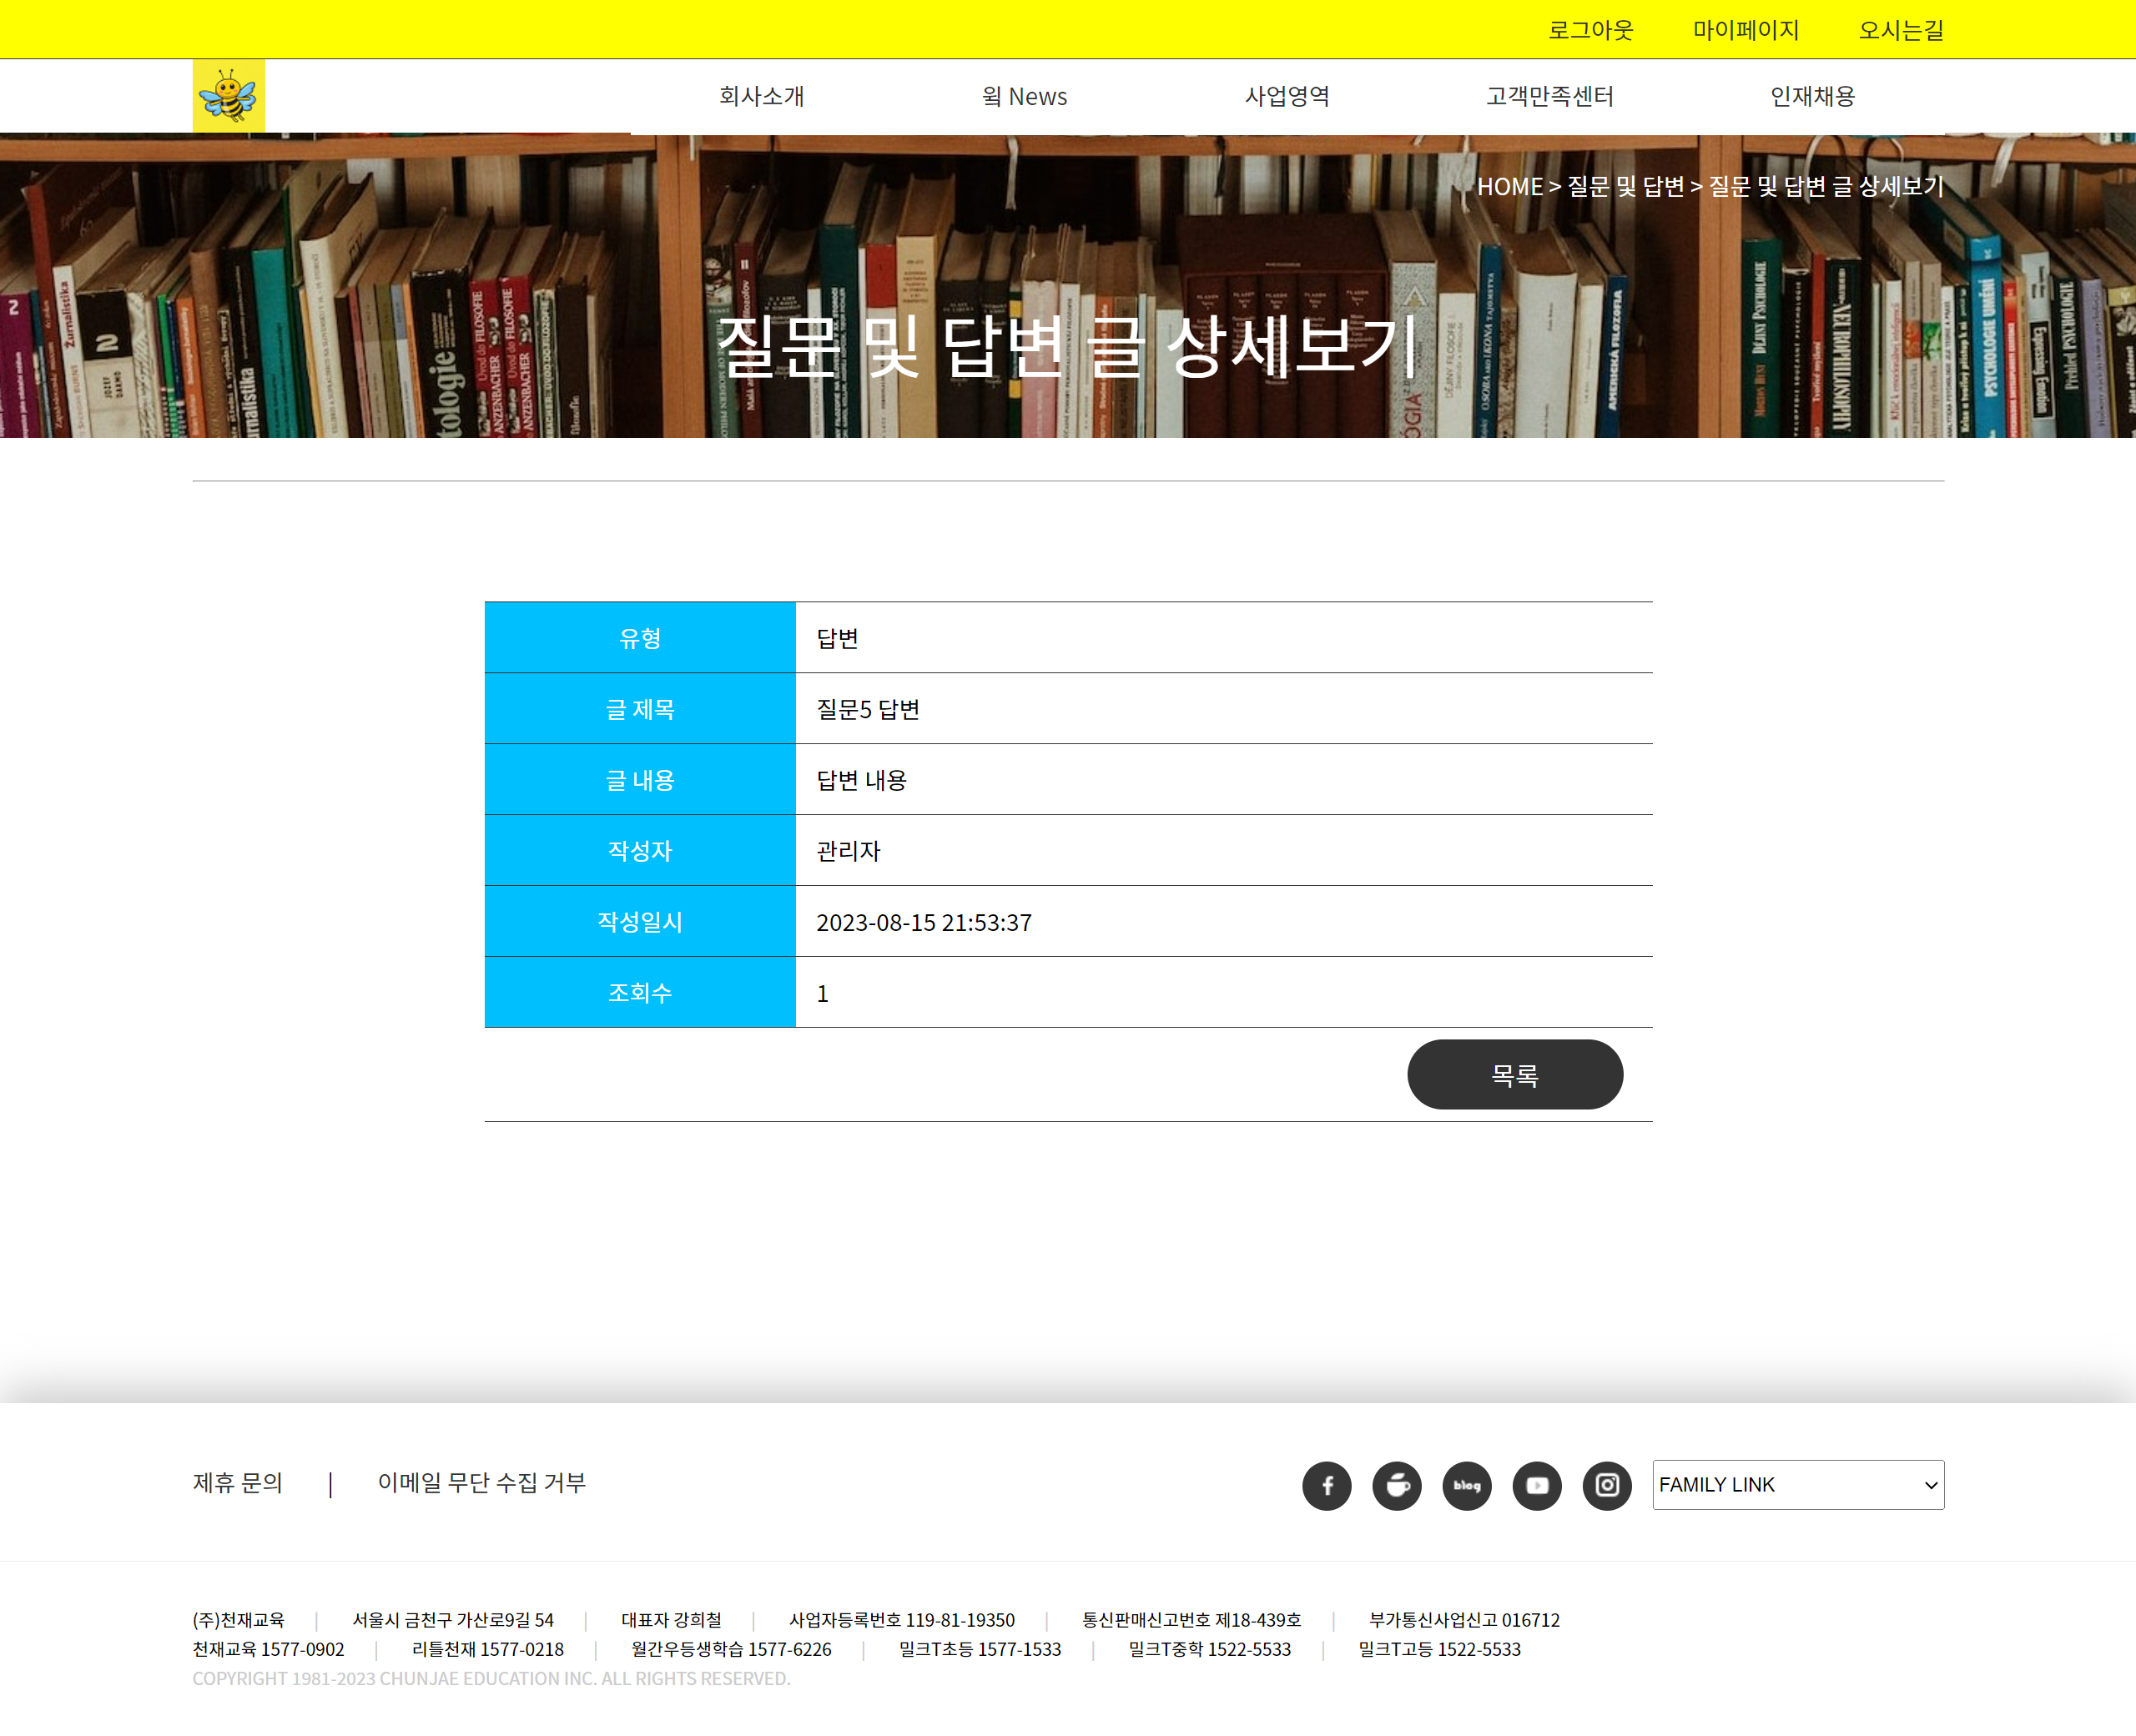 로그아웃 마이페이지 오시는길
회사소개 윜 News 사업영역 고객만족센터 인재채용
HOME > 질문 및 답변 > 질문 및 답변 글 상세보기
질문 및 답변 글 상세보기
유형 답변
글 제목 질문5 답변
글 내용 답변 내용
작성자 관리자
작성일시 2023-08-15 21:53:37
조회수 1
목록
제휴 문의 | 이메일 무단 수집 거부
blog
FAMILY LINK
(주)천재교육 | 서울시 금천구 가산로9길 54 | 대표자 강희철 | 사업자등록번호 119-81-19350 | 통신판매신고번호 제18-439호 | 부가통신사업신고 016712
천재교육 1577-0902 | 리틀천재 1577-0218 | 월간우등생학습 1577-6226 | 밀크T초등 1577-1533 | 밀크T중학 1522-5533 | 밀크T고등 1522-5533
COPYRIGHT 1981-2023 CHUNJAE EDUCATION INC. ALL RIGHTS RESERVED.